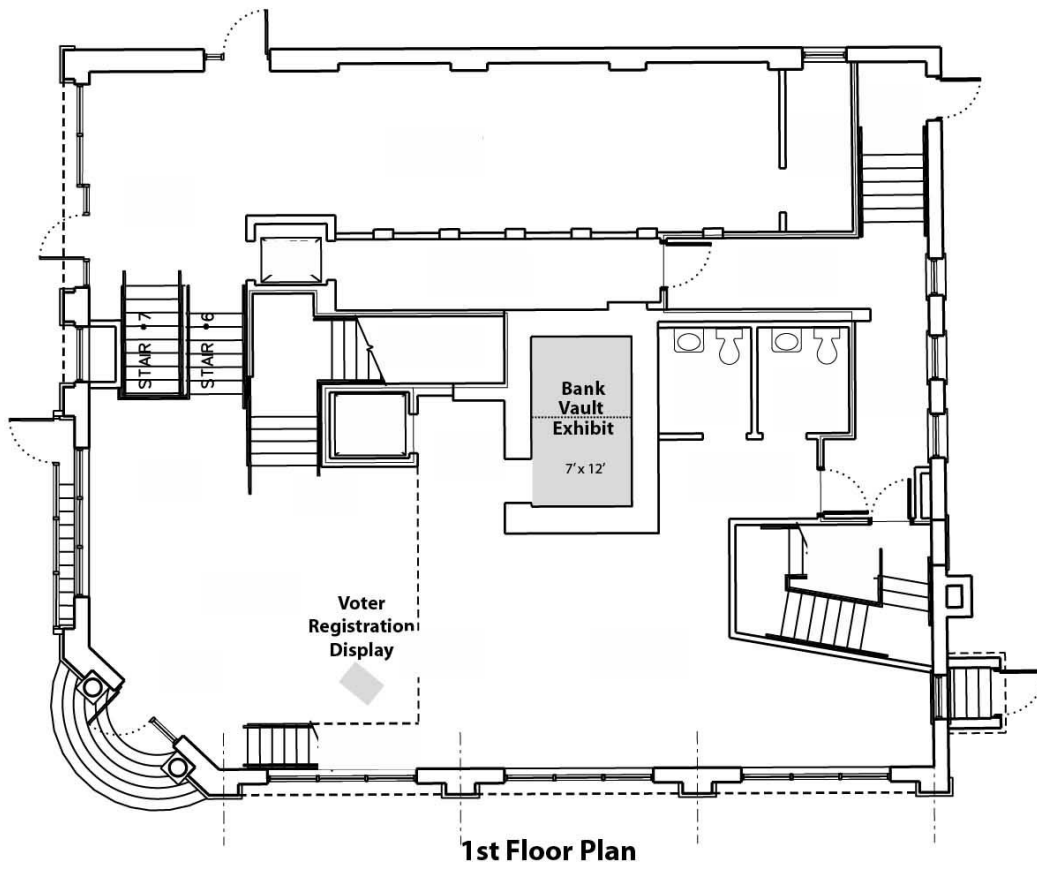 STAIR •7
STAIR •6
Bank
Vault
Exhibit
7' x 12'
Voter
Registration
Display
1st Floor Plan